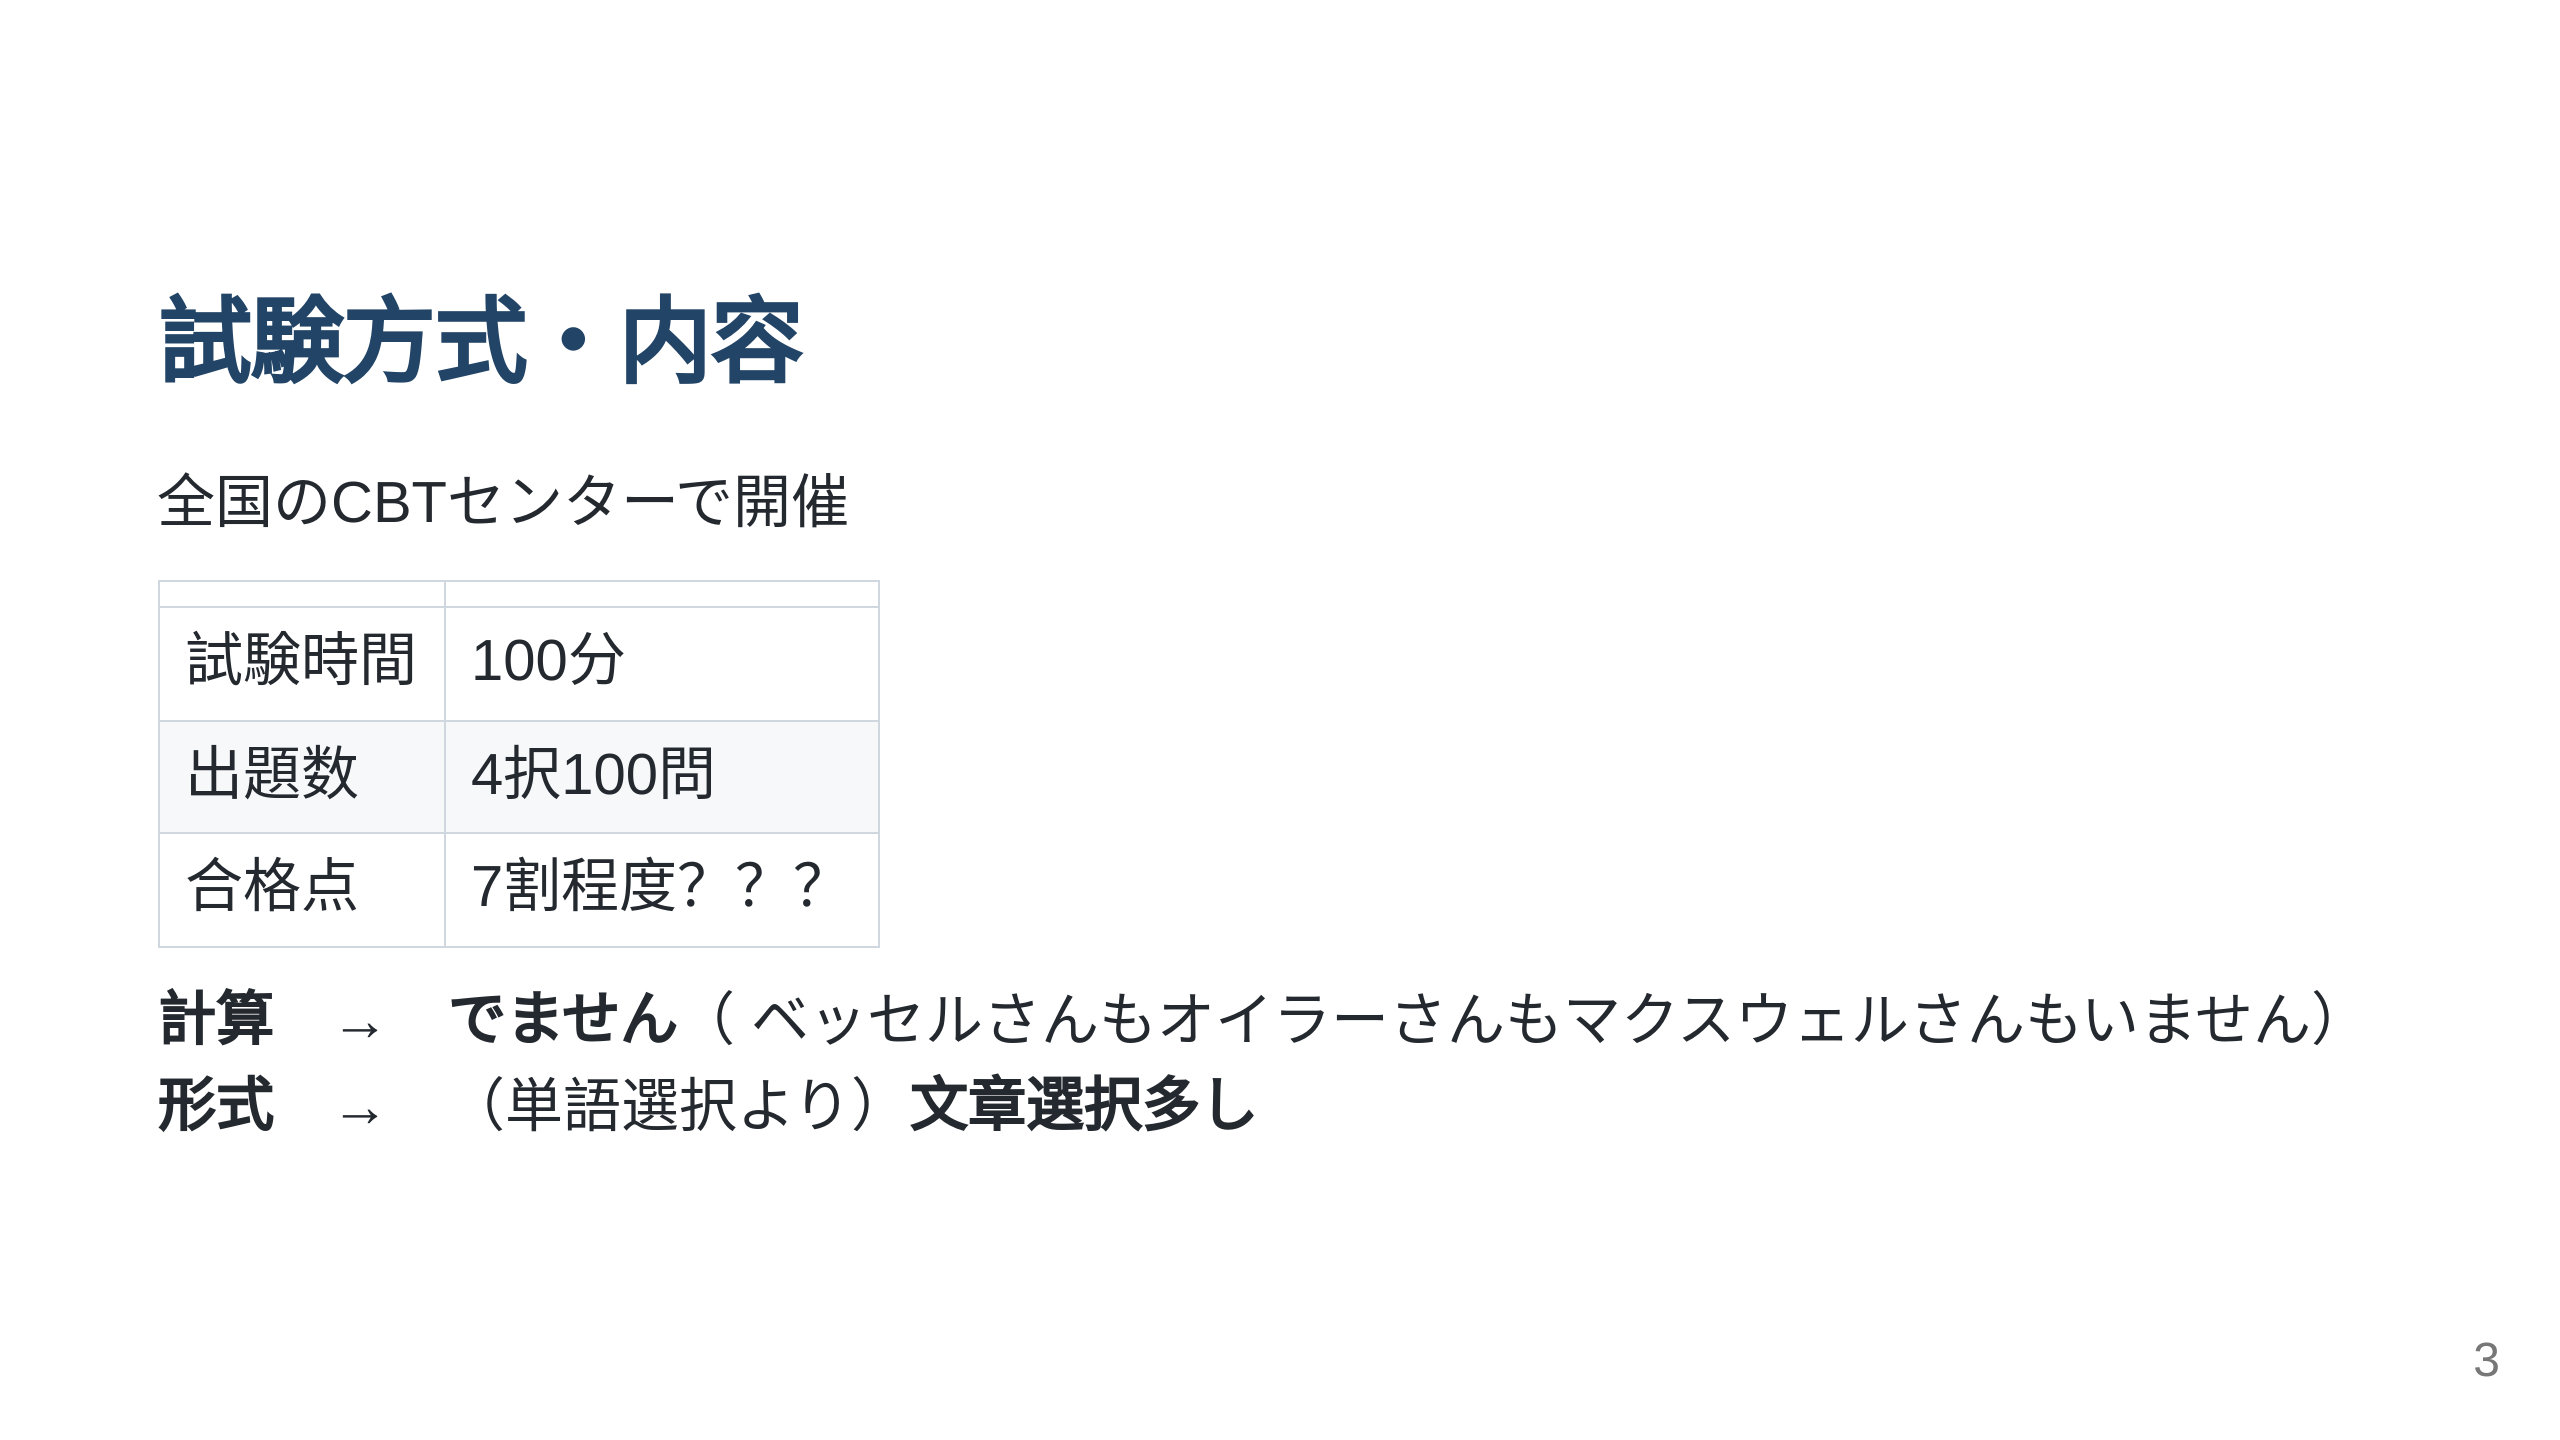 試験方式・内容
全国のCBTセンターで開催
試験時間 100分
出題数 4択100問
合格点 7割程度？？？
計算　→　でません（ ベッセルさんもオイラーさんもマクスウェルさんもいません）
形式　→　（単語選択より）文章選択多し
3